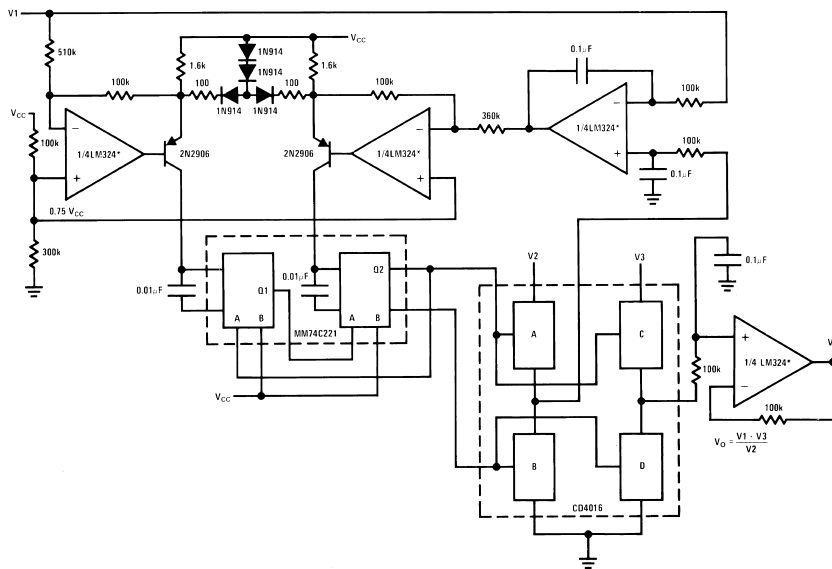 V1
510k
1.6k
1N914
1N914
VCC
1.6k
0.1µF
100k
100
100
100k
100k
1N914
1N914
VCC
100k
−
+
1/4LM324*
2N2906
2N2906
1/4LM324*
−
+
360k
1/4LM324*
−
+
100k
0.1µF
0.75 VCC
300k
0.01µF
Q1
A
B
0.01µF
Q2
A
B
MM74C221
VCC
V2
V3
A
C
B
D
CD4016
0.1µF
100k
+
−
1/4 LM324*
V
100k
VO = V1 · V3
V2